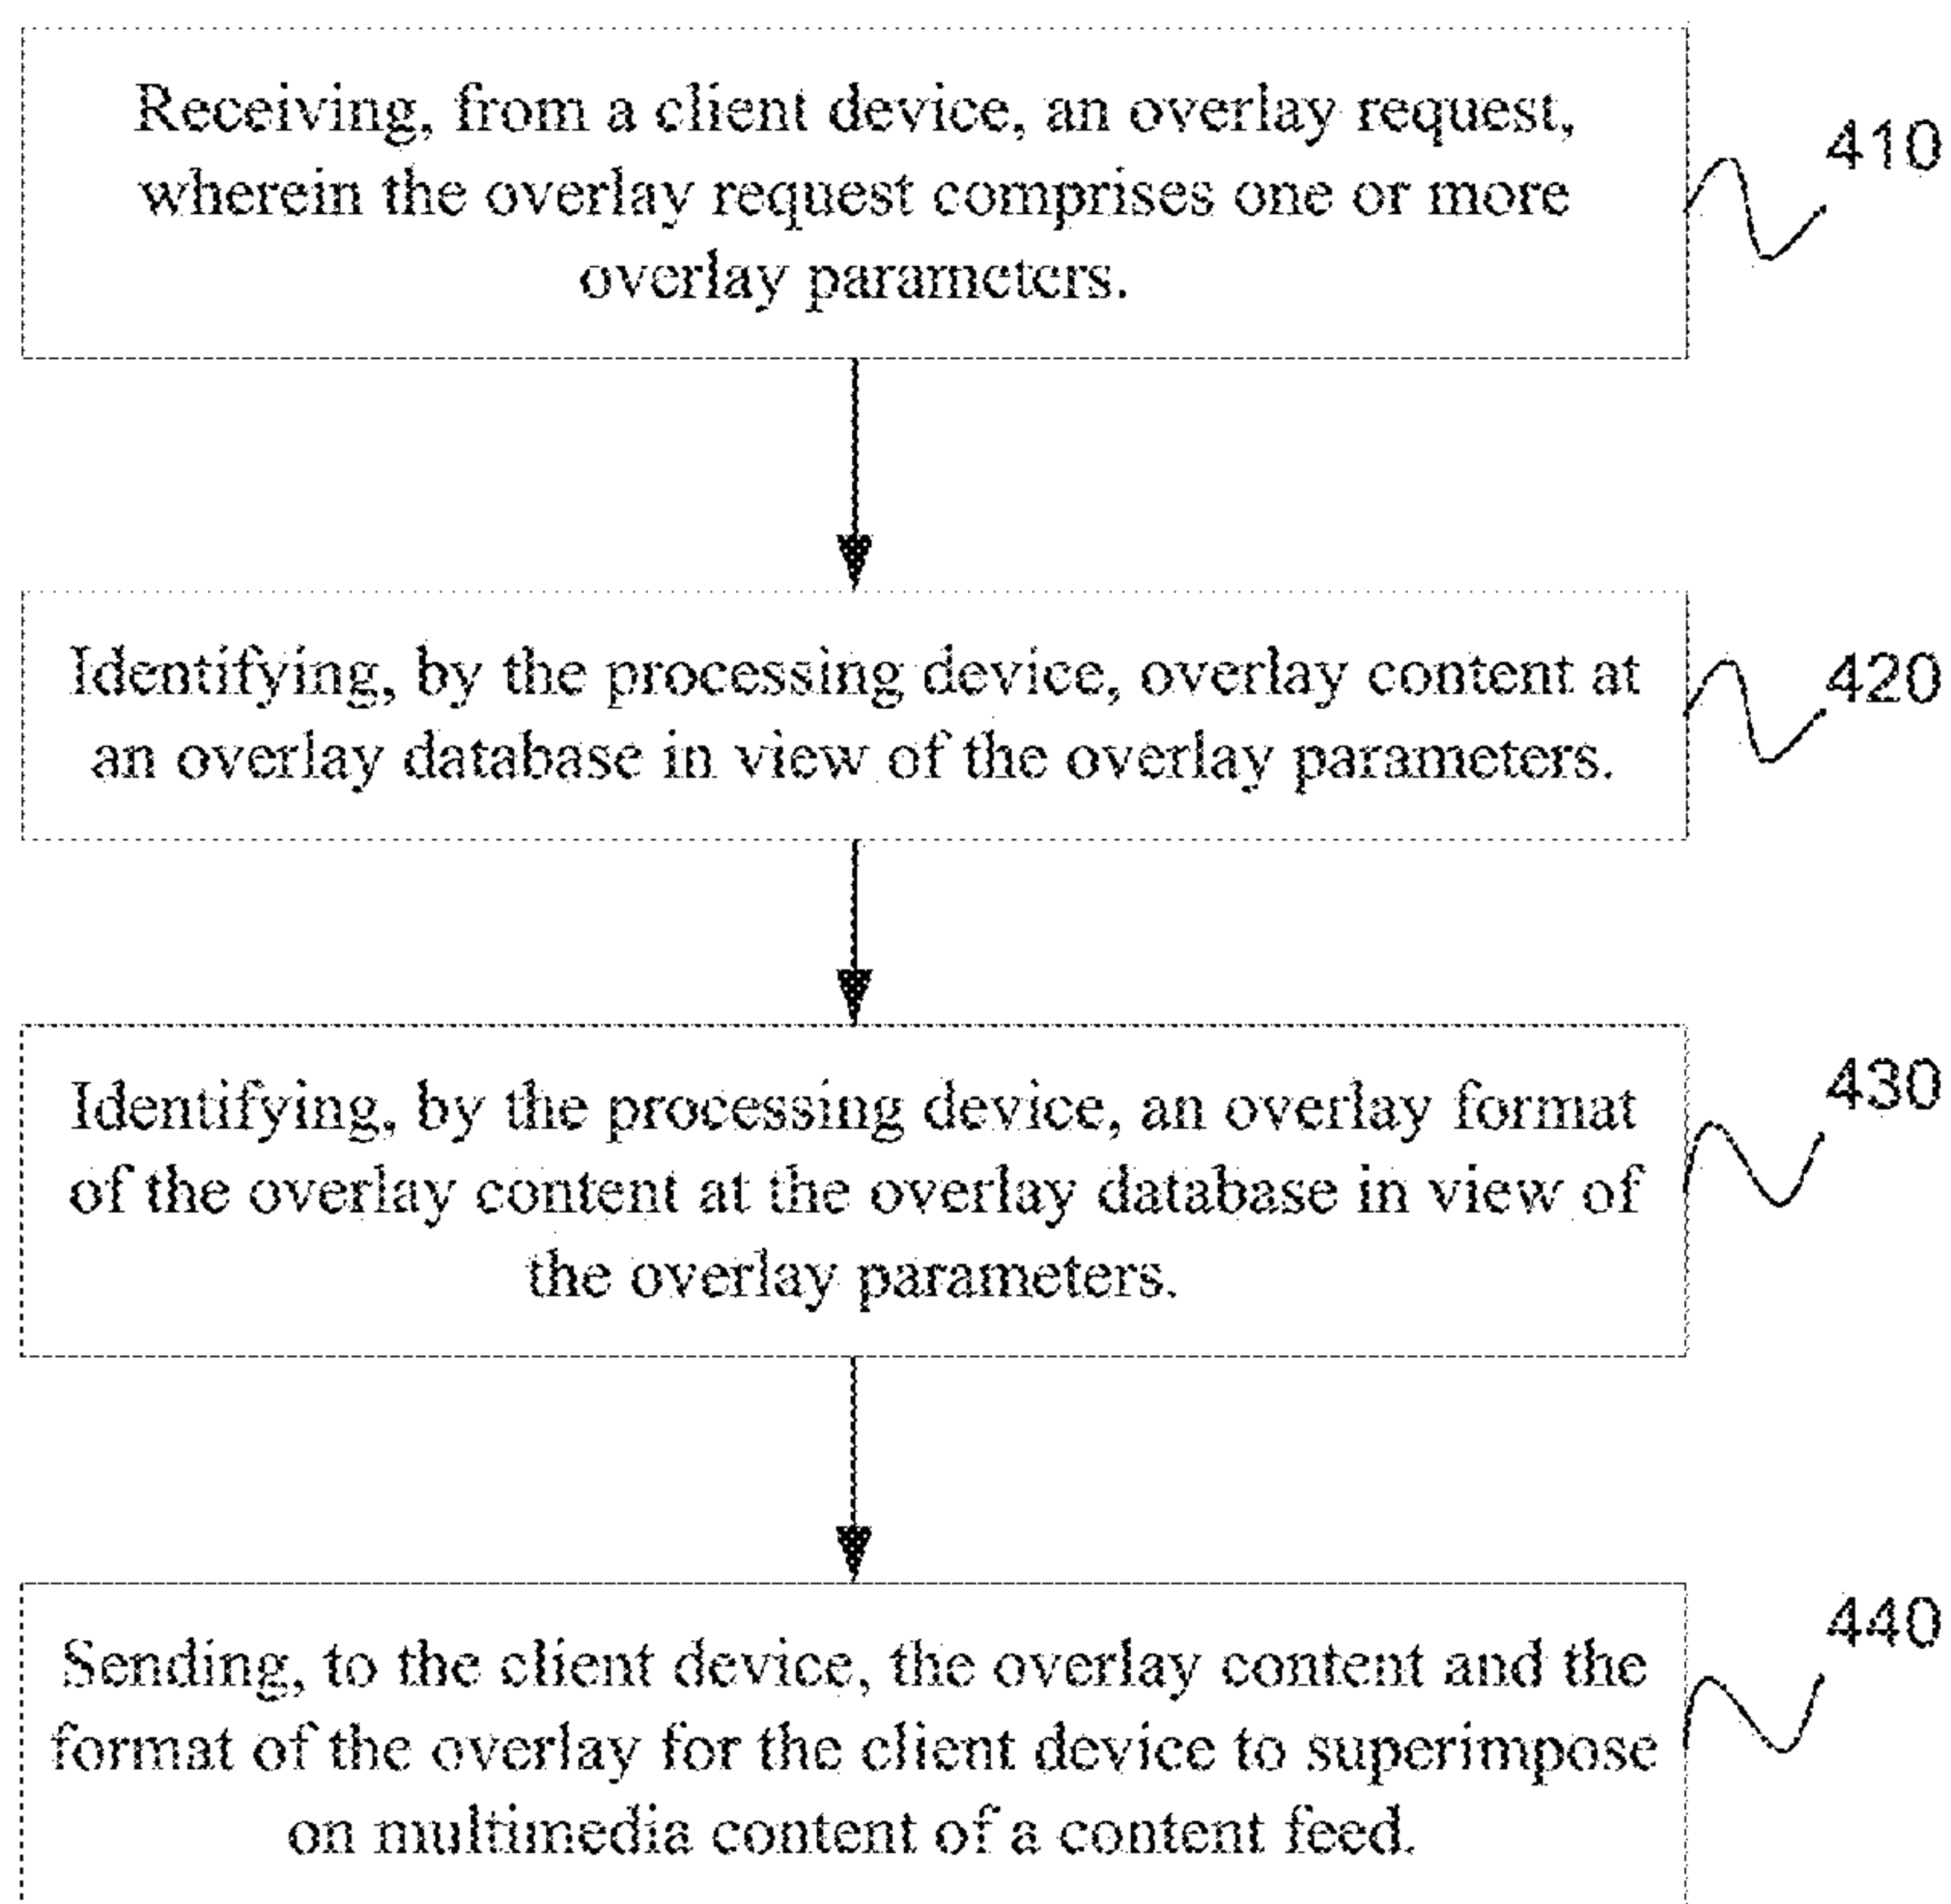 Receiving, from a client device, an overlay request,
wherein the overlay request comprises one or more
overlay parameters.
410
Identifying, by the processing device, overlay content at
an overlay database in view of the overlay parameters.
420
Identifying, by the processing device, an overlay format
of the overlay content at the overlay database in view of
the overlay parameters.
430
Sending, to the client device, the overlay content and the
format of the overlay for the client device to superimpose
on multimedia content of a content feed.
440